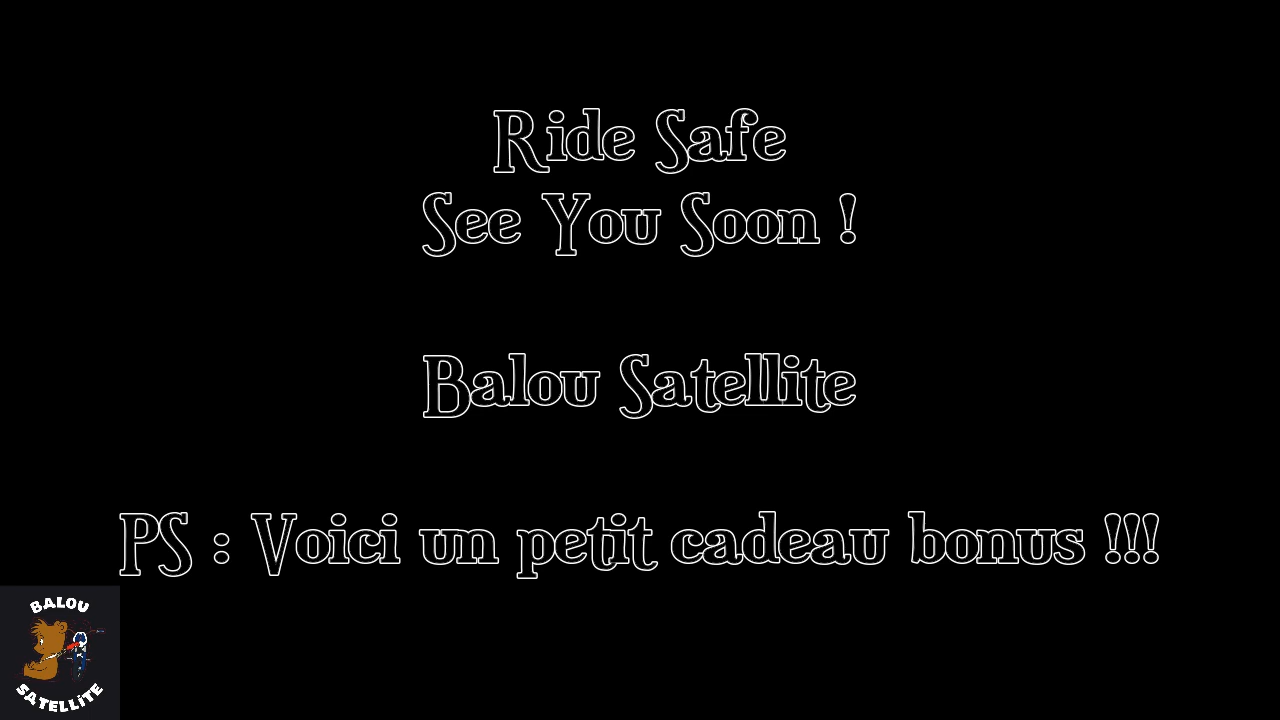 Ride Safe
See You Soon !
Balou Satellite
PS : Voici un petit cadeau bonus !!!
BALOU
SATELLiTE